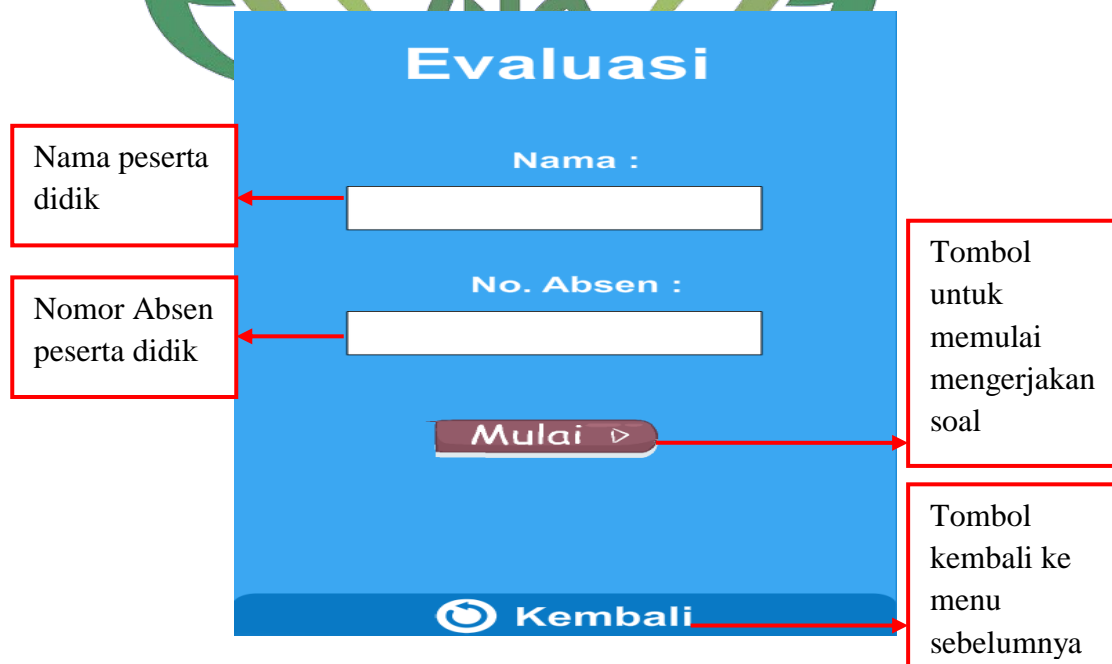 Evaluasi
Nama peserta
didik
Nama :
Nomor Absen
peserta didik
No. Absen :
Mulai
Tombol
untuk
memulai
mengerjakan
soal
Kembali
Tombol
kembali ke
menu
sebelumnya